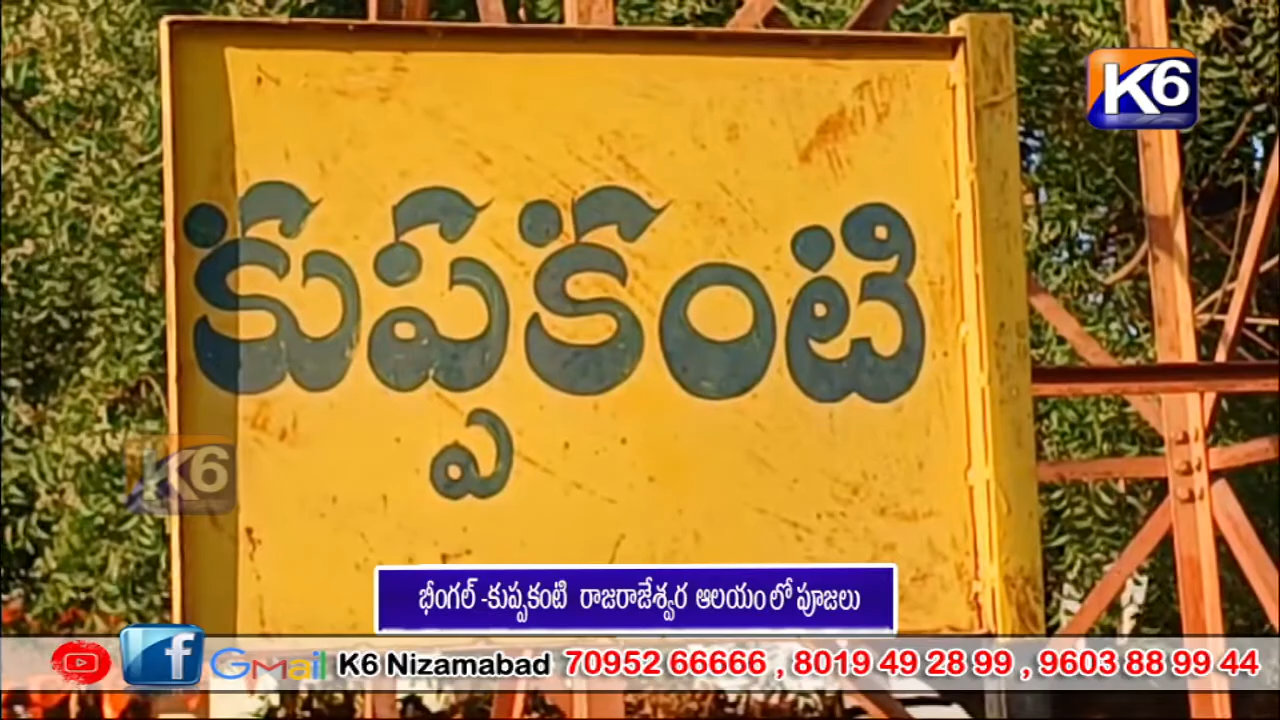 K6
కుప్పకంటి
K6
భీంగల్ -కుప్పకంటి రాజరాజేశ్వర ఆలయంలో పూజలు
f GMail K6 Nizamabad 70952 66666 , 8019 49 28 99 , 9603 88 99 44